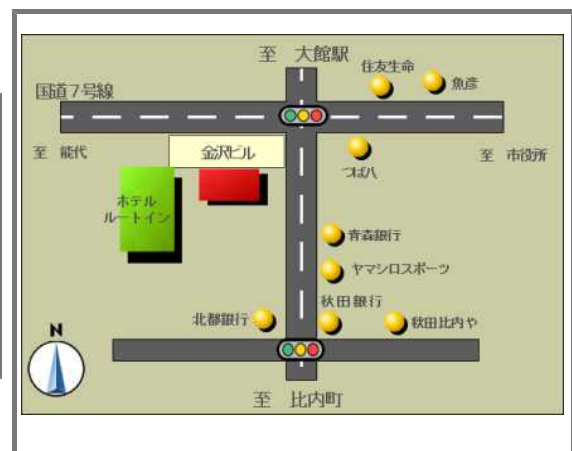 至 大館駅
住友生命
魚彦
国道7号線
至 能代
金沢ビル
つぼ八
至 市役所
ホテル
ルートイン
青森銀行
ヤマシロスポーツ
秋田銀行
北都銀行
秋田比内や
N
至 比内町